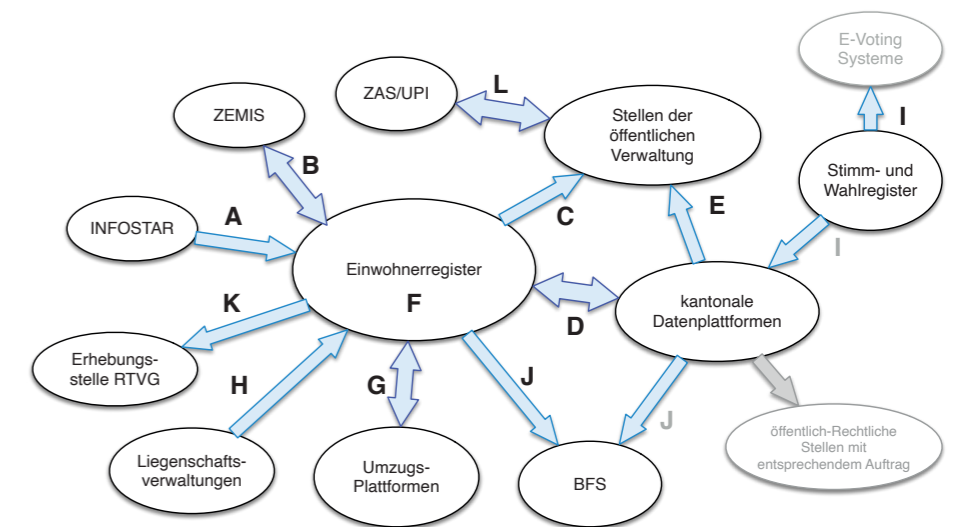 E-Voting
Systeme
ZAS/UPI
L
ZEMIS
Stellen der
öffentlichen
Verwaltung
I
Stimm- und
Wahlregister
B
INFOSTAR
A
C
E
I
Einwohnerregister
F
D
kantonale
Datenplattformen
K
Erhebungs-
stelle RTVG
H
G
J
J
öffentlich-Rechtliche
Stellen mit
entsprechendem Auftrag
Liegenschafts-
verwaltungen
Umzugs-
Plattformen
BFS